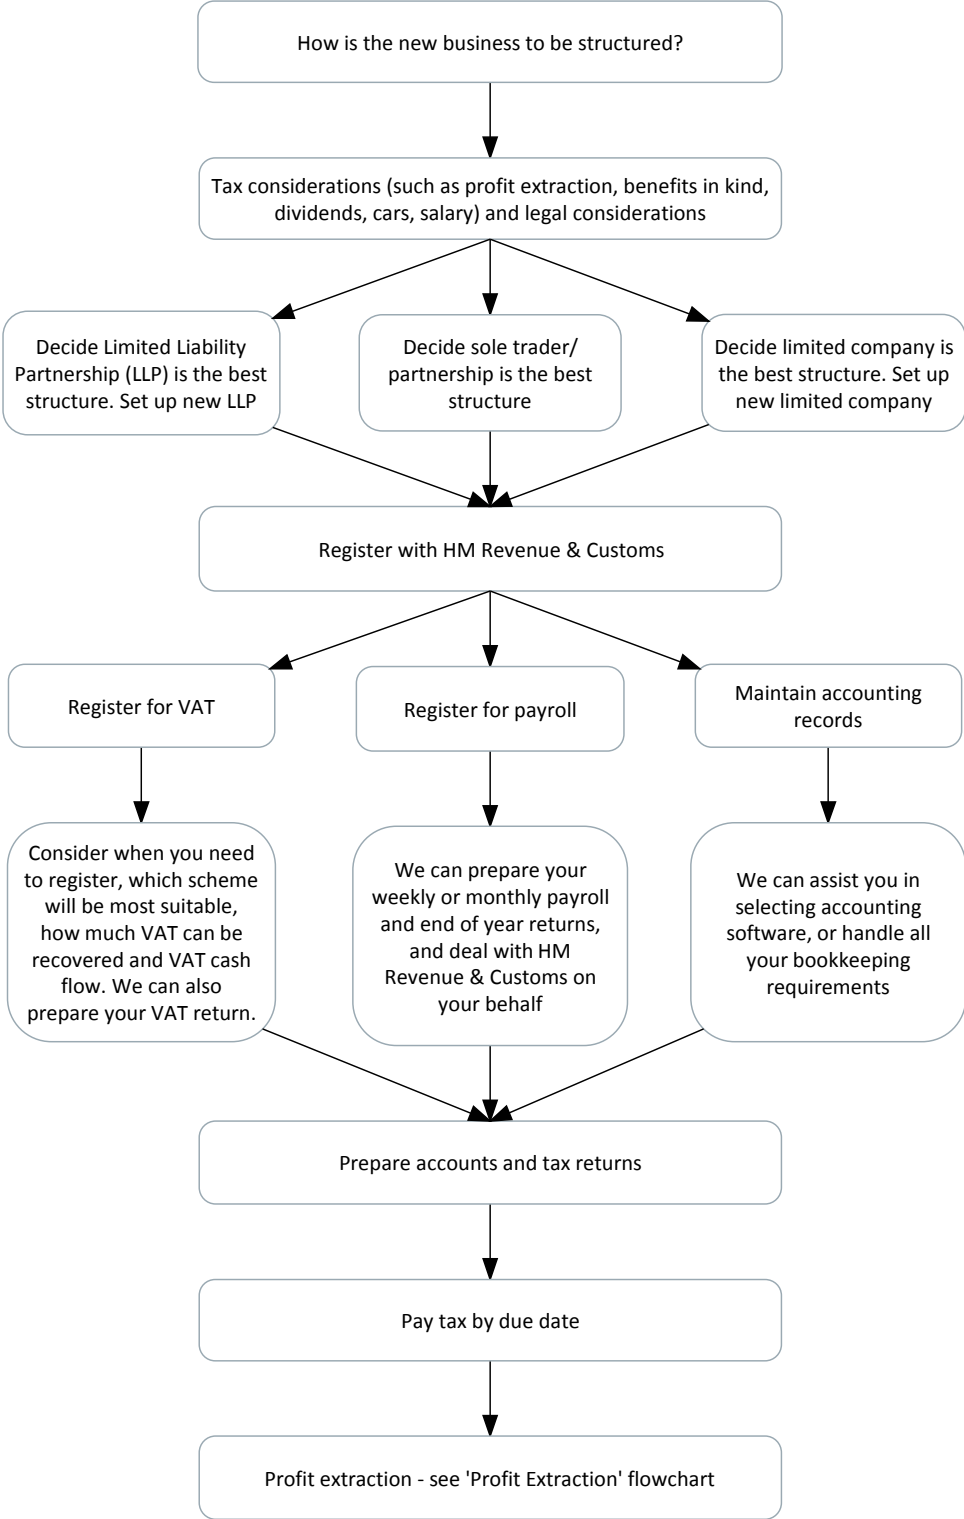 How is the new business to be structured?
Tax considerations (such as profit extraction, benefits in kind,
dividends, cars, salary) and legal considerations
Decide Limited Liability
Partnership (LLP) is the best
structure. Set up new LLP
Decide sole trader/
partnership is the best
structure
Decide limited company is
the best structure. Set up
new limited company
Register with HM Revenue & Customs
Register for VAT
Register for payroll
Maintain accounting
records
Consider when you need
to register, which scheme
will be most suitable,
how much VAT can be
recovered and VAT cash
flow. We can also
prepare your VAT return.
We can prepare your
weekly or monthly payroll
and end of year returns,
and deal with HM
Revenue & Customs on
your behalf
We can assist you in
selecting accounting
software, or handle all
your bookkeeping
requirements
Prepare accounts and tax returns
Pay tax by due date
Profit extraction - see 'Profit Extraction' flowchart